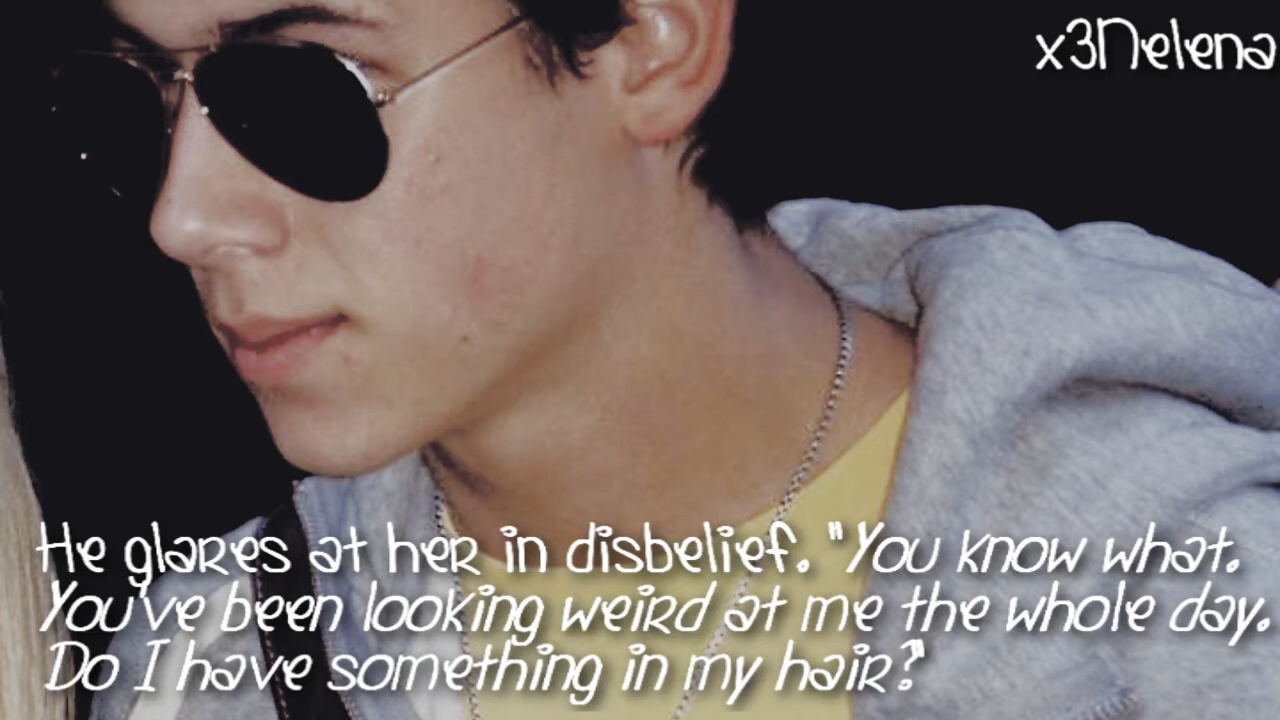 x3Nelena
He glares at her in disbelief. "You know what.
You've been looking weird at me the whole day.
Do I have something in my hair?"